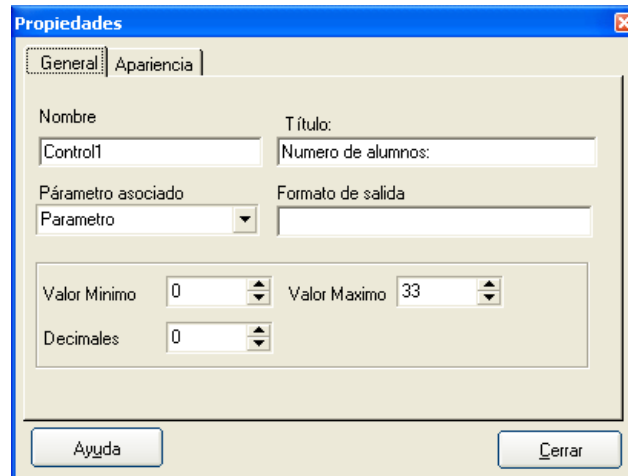 Propiedades
General Apariencia
Nombre Título:
Control1 Numero de alumnos:
Párametro asociado Formato de salida
Parametro
Valor Minimo 0 Valor Maximo 33
Decimales 0
Ayuda Cerrar